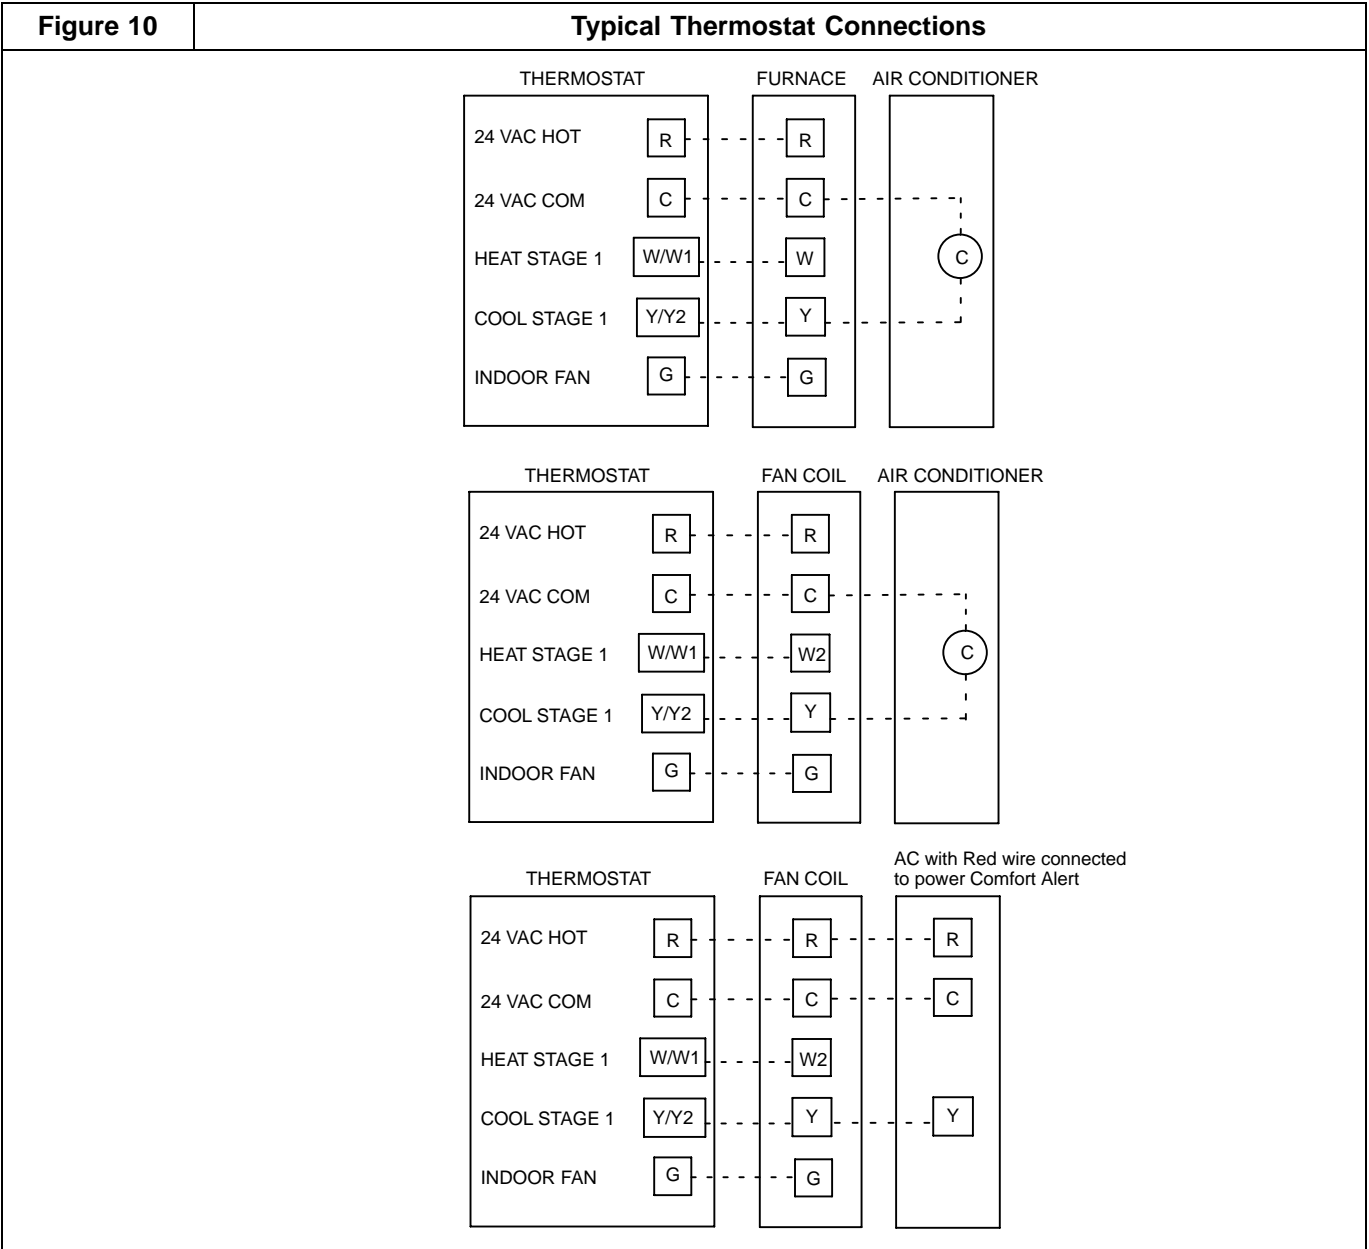 Figure 10 Typical Thermostat Connections
THERMOSTAT FURNACE AIR CONDITIONER
24 VAC HOT R R
24 VAC COM C C
HEAT STAGE 1 W/W1 W C
COOL STAGE 1 Y/Y2 Y
INDOOR FAN G G
THERMOSTAT FAN COIL AIR CONDITIONER
24 VAC HOT R R
24 VAC COM C C
HEAT STAGE 1 W/W1 W2 C
COOL STAGE 1 Y/Y2 Y
INDOOR FAN G G
AC with Red wire connected
to power Comfort Alert
THERMOSTAT FAN COIL
24 VAC HOT R R R
24 VAC COM C C C
HEAT STAGE 1 W/W1 W2
COOL STAGE 1 Y/Y2 Y Y
INDOOR FAN G G